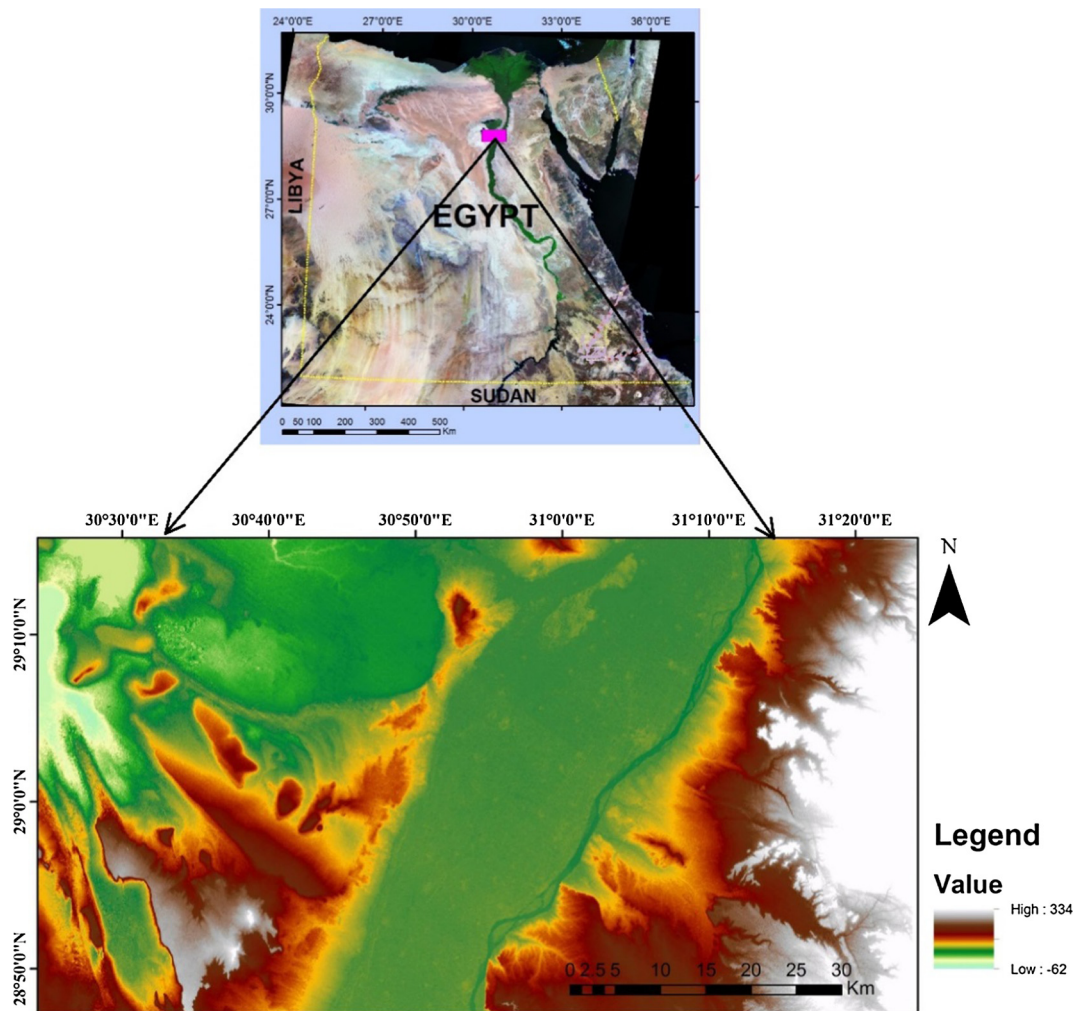 24°0'0"E 27°0'0"E 30°0'0"E 33°0'0"E 36°0'0"E
30°0'0"N
27°0'0"N
24°0'0"N
LIBYA
EGYPT
SUDAN
0 50 100 200 300 400 500
Km
30°30'0"E 30°40'0"E 30°50'0"E 31°0'0"E 31°10'0"E 31°20'0"E
N
29°10'0"N
29°0'0"N
28°50'0"N
Legend
Value
High : 334
Low : -62
0 2.5 5 10 15 20 25 30
Km